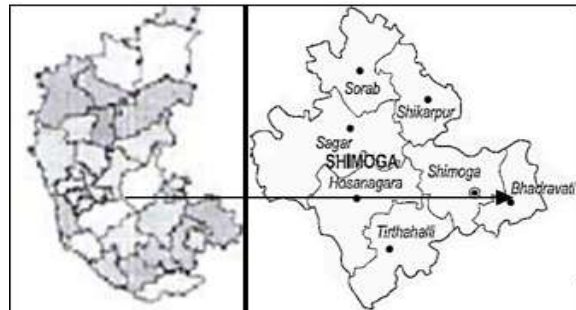 Sorab
Shikarpur
Sagar
SHIMOGA
Shimoga
Hosanagara
Bhadravati
Tirthahalli